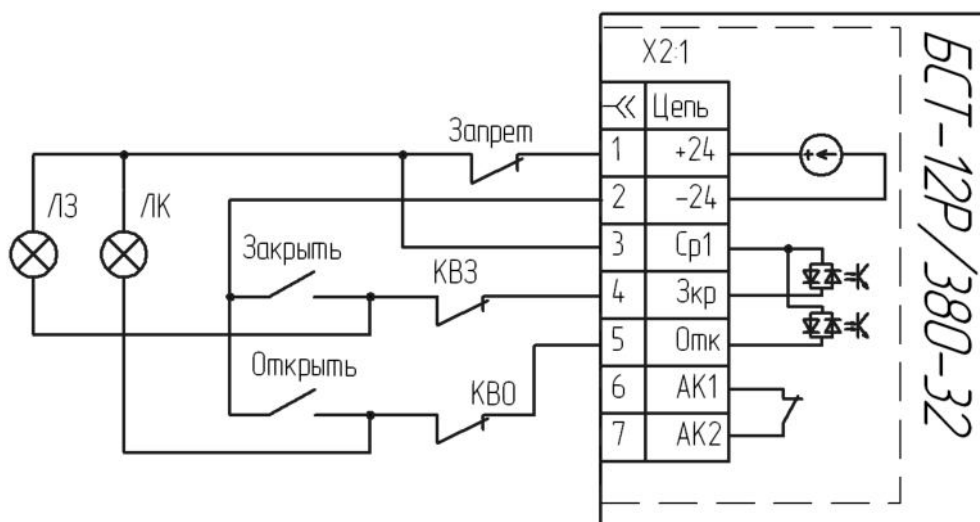 X2:1
Цепь
Запрет
1 +24
2 -24
ЛЗ
ЛК
3 Ср1
Закрыть
КВЗ
4 Зкр
5 Отк
Открыть
КВО
6 АК1
7 АК2
БСТ-12Р/380-32